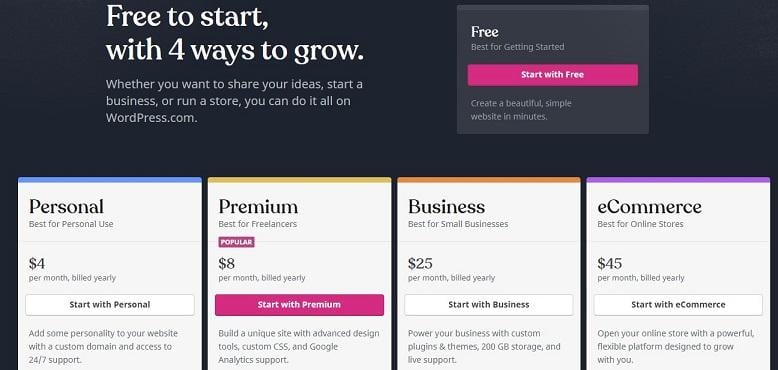 Free to start,
with 4 ways to grow.
Whether you want to share your ideas, start a
business, or run a store, you can do it all on
WordPress.com.
Free
Best for Getting Started
Start with Free
Create a beautiful, simple
website in minutes.
Personal
Best for Personal Use
$4
per month, billed yearly
Start with Personal
Add some personality to your website
with a custom domain and access to
24/7 support.
Premium
Best for Freelancers
POPULAR
$8
per month, billed yearly
Start with Premium
Build a unique site with advanced design
tools, custom CSS, and Google
Analytics support.
Business
Best for Small Businesses
$25
per month, billed yearly
Start with Business
Power your business with custom
plugins & themes, 200 GB storage, and
live support.
eCommerce
Best for Online Stores
$45
per month, billed yearly
Start with eCommerce
Open your online store with a powerful,
flexible platform designed to grow
with you.